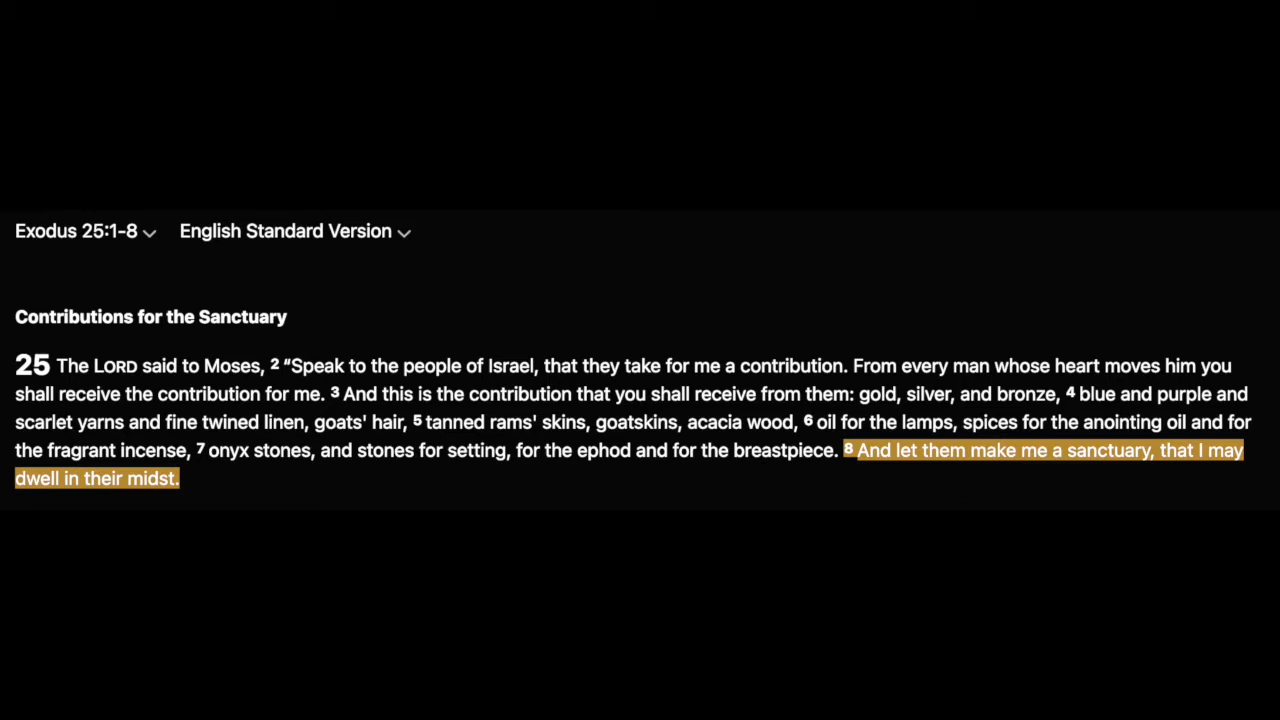 Exodus 25:1-8 English Standard Version
Contributions for the Sanctuary
25 The LORD said to Moses, 2 "Speak to the people of Israel, that they take for me a contribution. From every man whose heart moves him you
shall receive the contribution for me. 3 And this is the contribution that you shall receive from them: gold, silver, and bronze, 4 blue and purple and
scarlet yarns and fine twined linen, goats' hair, 5 tanned rams' skins, goatskins, acacia wood, 6 oil for the lamps, spices for the anointing oil and for
the fragrant incense, 7 onyx stones, and stones for setting, for the ephod and for the breastpiece. 8 And let them make me a sanctuary, that I may
dwell in their midst.